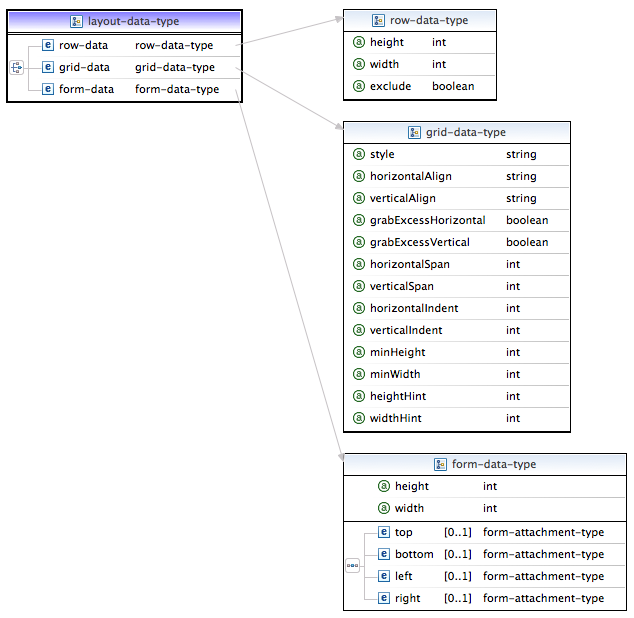 layout-data-type
row-data row-data-type
grid-data grid-data-type
form-data form-data-type
row-data-type
height int
width int
exclude boolean
grid-data-type
style string
horizontalAlign string
verticalAlign string
grabExcessHorizontal boolean
grabExcessVertical boolean
horizontalSpan int
verticalSpan int
horizontalIndent int
verticalIndent int
minHeight int
minWidth int
heightHint int
widthHint int
form-data-type
height int
width int
top [0..1] form-attachment-type
bottom [0..1] form-attachment-type
left [0..1] form-attachment-type
right [0..1] form-attachment-type